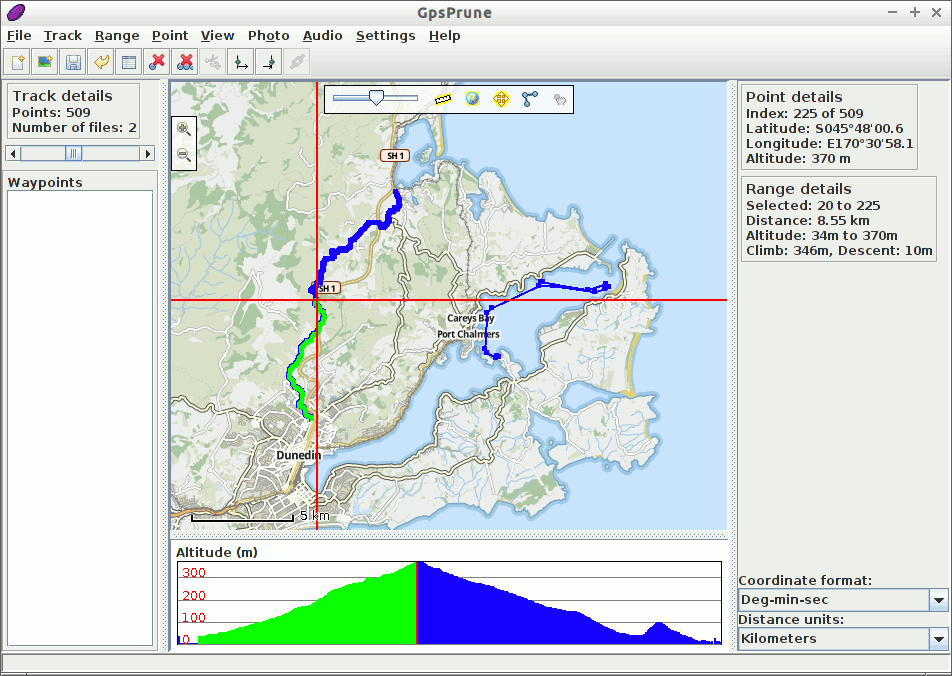 GpsPrune
File Track Range Point View Photo Audio Settings Help
Track details
Points: 509
Number of files: 2
Waypoints
SH 1
SH 1
Careys Bay
Port Chalmers
Dunedin
5 km
Altitude (m)
300
200
100
0
Point details
Index: 225 of 509
Latitude: S045°48'00.6
Longitude: E170°30'58.1
Altitude: 370 m
Range details
Selected: 20 to 225
Distance: 8.55 km
Altitude: 34m to 370m
Climb: 346m, Descent: 10m
Coordinate format:
Deg-min-sec
Distance units:
Kilometers